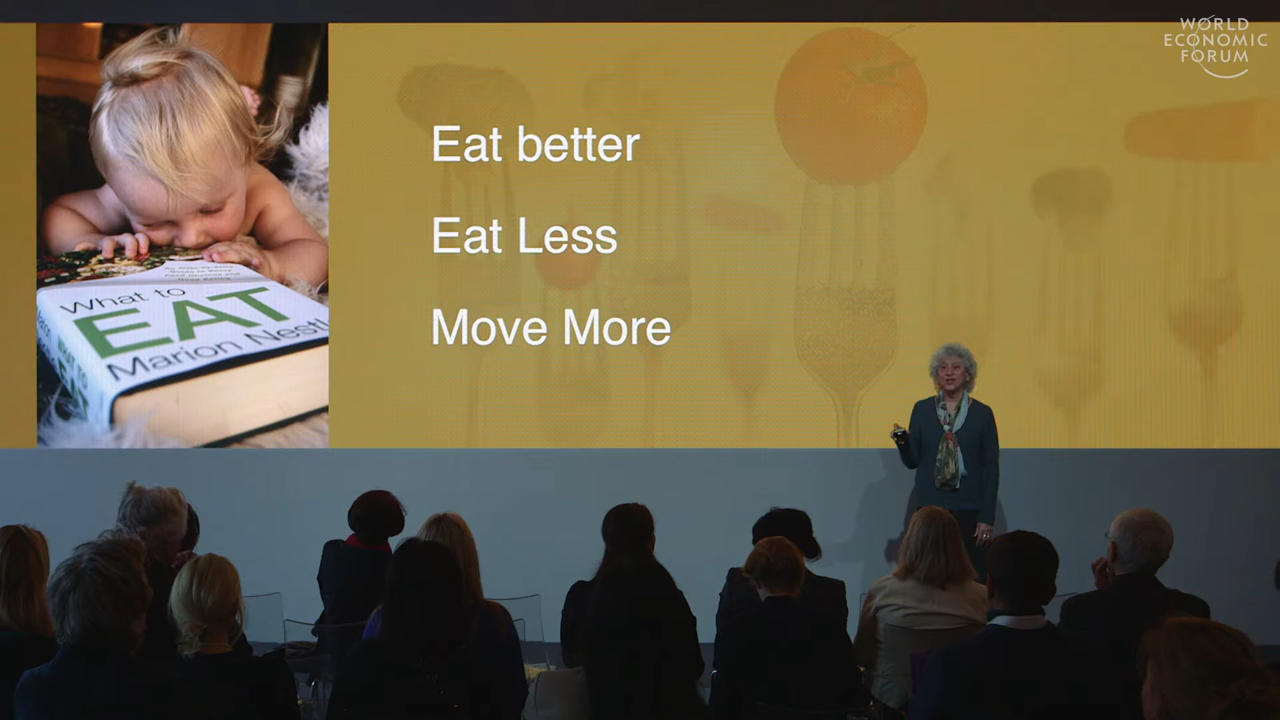 WORLD
ECONOMIC
FORUM
Eat better
Eat Less
Move More
What to
EAT
Marion Nestl